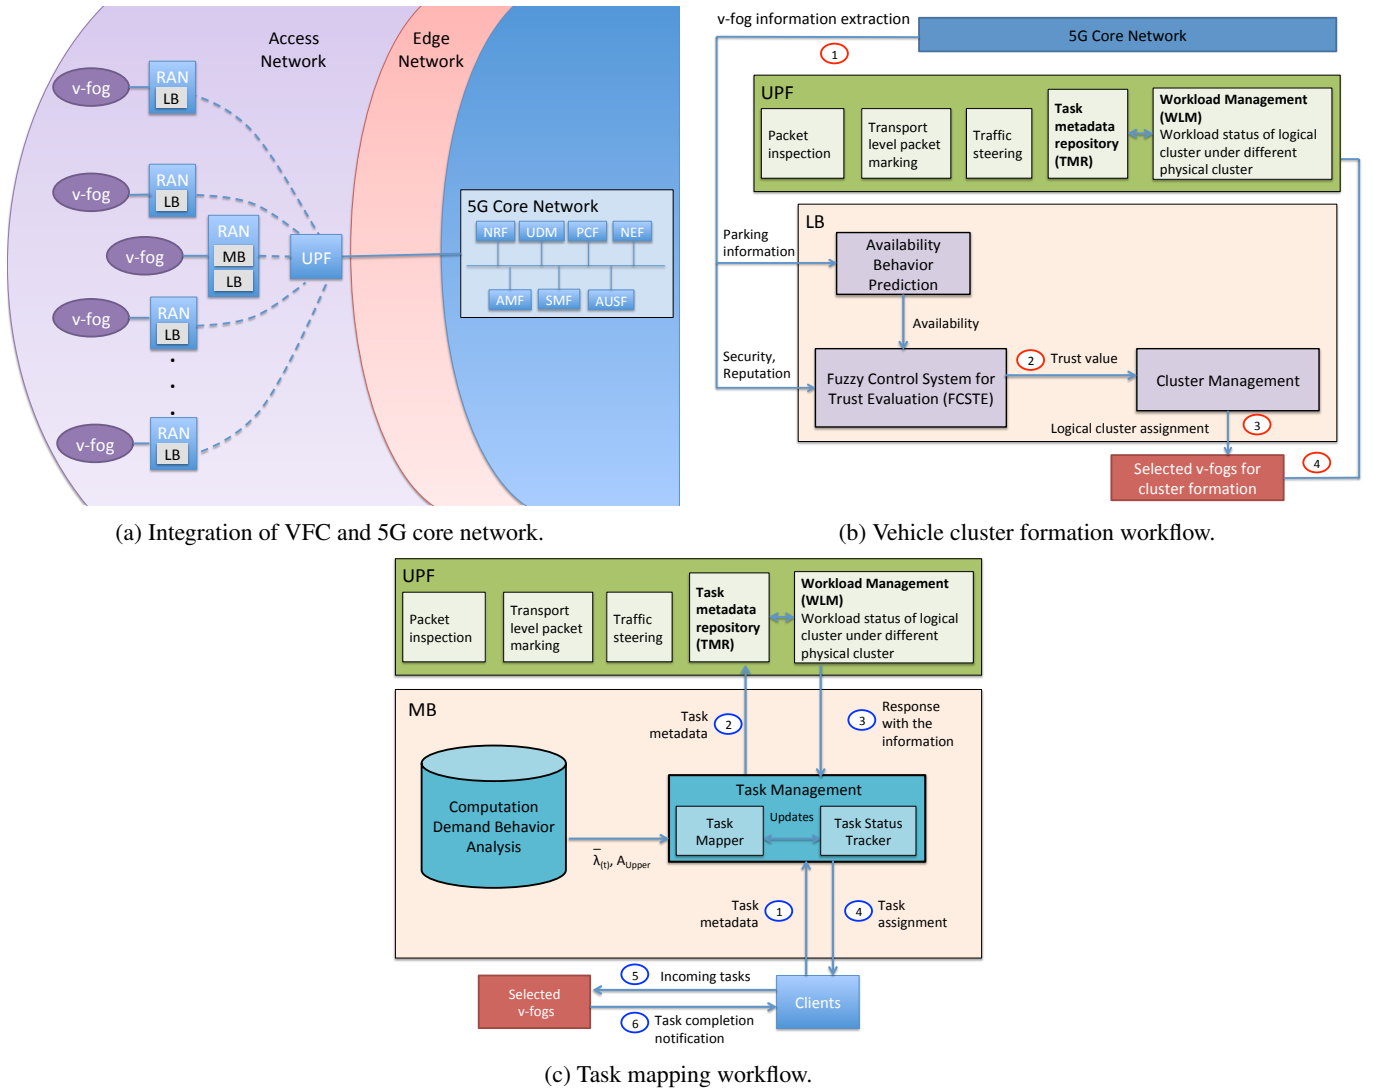 Access
Network
Edge
Network
v-fog
RAN
LB
v-fog
RAN
LB
v-fog
RAN
MB
LB
UPF
v-fog
RAN
LB
v-fog
RAN
LB
5G Core Network
NRF
UDM
PCF
NEF
AMF
SMF
AUSF
(a) Integration of VFC and 5G core network.
v-fog information extraction
1
5G Core Network
UPF
Packet
inspection
Transport
level packet
marking
Traffic
steering
Task
metadata
repository
(TMR)
Workload Management
(WLM)
Workload status of logical
cluster under different
physical cluster
LB
Parking
information
Availability
Behavior
Prediction
Availability
Security,
Reputation
Fuzzy Control System for
Trust Evaluation (FCSTE)
2
Trust value
Cluster Management
Logical cluster assignment
3
Selected v-fogs for
cluster formation
4
(b) Vehicle cluster formation workflow.
UPF
Packet
inspection
Transport
level packet
marking
Traffic
steering
Task
metadata
repository
(TMR)
Workload Management
(WLM)
Workload status of logical
cluster under different
physical cluster
MB
Task
metadata
2
3
Response
with the
information
Computation
Demand Behavior
Analysis
λ̅(t), AUpper
Task Management
Task
Mapper
Updates
Task Status
Tracker
Task
metadata
1
4
Task
assignment
5
Incoming tasks
Selected
v-fogs
Clients
6
Task completion
notification
(c) Task mapping workflow.